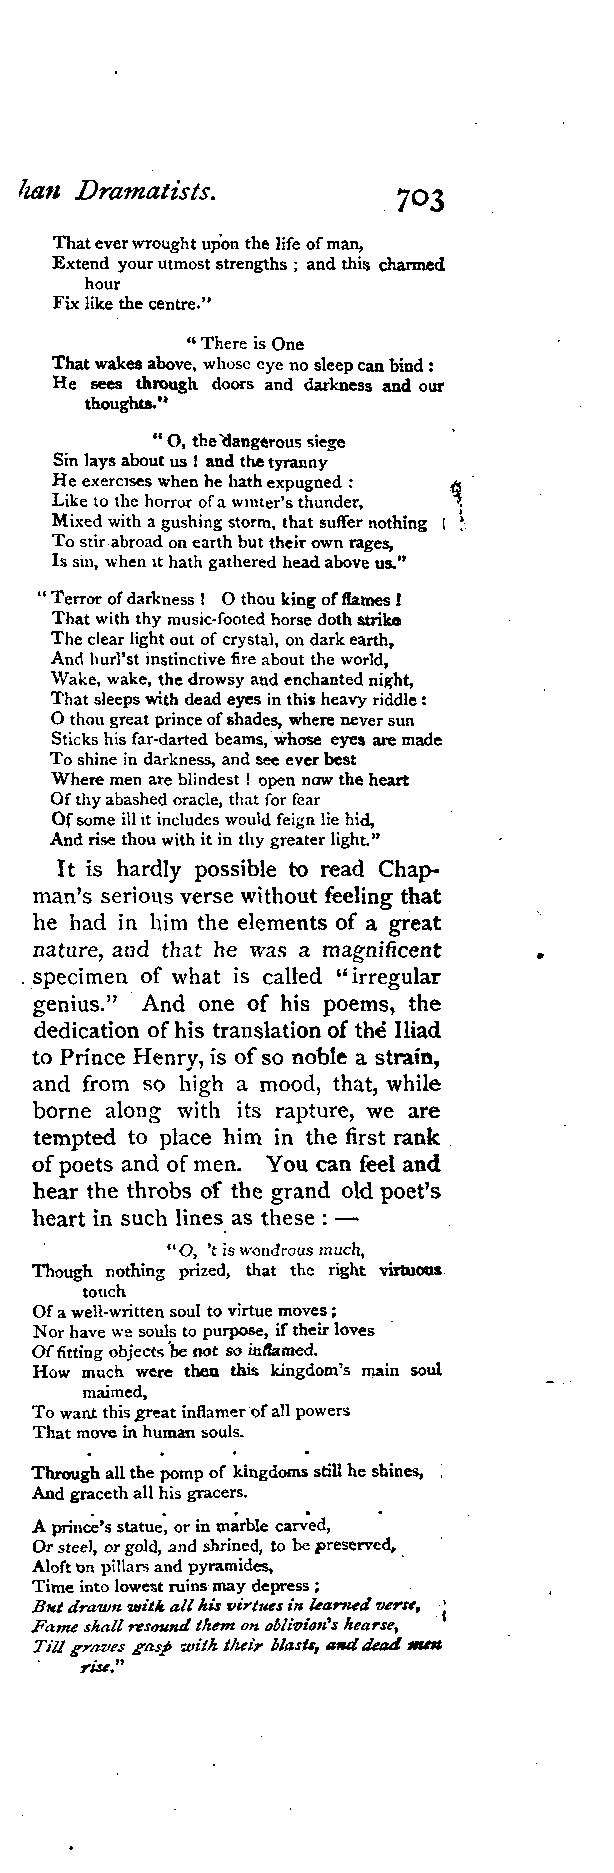 han Dramatists. 703
That ever wrought upon the life of man,
Extend your utmost strengths ; and this charmed
hour
Fix like the centre."
" There is One
That wakes above, whose eye no sleep can bind :
He sees through doors and darkness and our
thoughts."
" O, the dangerous siege
Sin lays about us ! and the tyranny
He exercises when he hath expugned :
Like to the horror of a winter's thunder,
Mixed with a gushing storm, that suffer nothing
To stir abroad on earth but their own rages,
Is sin, when it hath gathered head above us."
" Terror of darkness ! O thou king of flames !
That with thy music-footed horse doth strike
The clear light out of crystal, on dark earth,
And hurl'st instinctive fire about the world,
Wake, wake, the drowsy and enchanted night,
That sleeps with dead eyes in this heavy riddle :
O thou great prince of shades, where never sun
Sticks his far-darted beams, whose eyes are made
To shine in darkness, and see ever best
Where men are blindest ! open now the heart
Of thy abashed oracle, that for fear
Of some ill it includes would feign lie hid,
And rise thou with it in thy greater light."
It is hardly possible to read Chap-
man's serious verse without feeling that
he had in him the elements of a great
nature, and that he was a magnificent
specimen of what is called "irregular
genius." And one of his poems, the
dedication of his translation of the Iliad
to Prince Henry, is of so noble a strain,
and from so high a mood, that, while
borne along with its rapture, we are
tempted to place him in the first rank
of poets and of men. You can feel and
hear the throbs of the grand old poet's
heart in such lines as these : —
"O, 't is wondrous much,
Though nothing prized, that the right virtuous
touch
Of a well-written soul to virtue moves ;
Nor have we souls to purpose, if their loves
Of fitting objects be not so inflamed.
How much were then this kingdom's main soul
maimed,
To want this great inflamer of all powers
That move in human souls.
. . . .
Through all the pomp of kingdoms still he shines,
And graceth all his gracers.
. . . . .
A prince's statue, or in marble carved,
Or steel, or gold, and shrined, to be preserved,
Aloft on pillars and pyramides,
Time into lowest ruins may depress ;
But drawn with all his virtues in learned verse,
Fame shall resound them on oblivion's hearse,
Till graves gasp with their blasts, and dead men
rise."